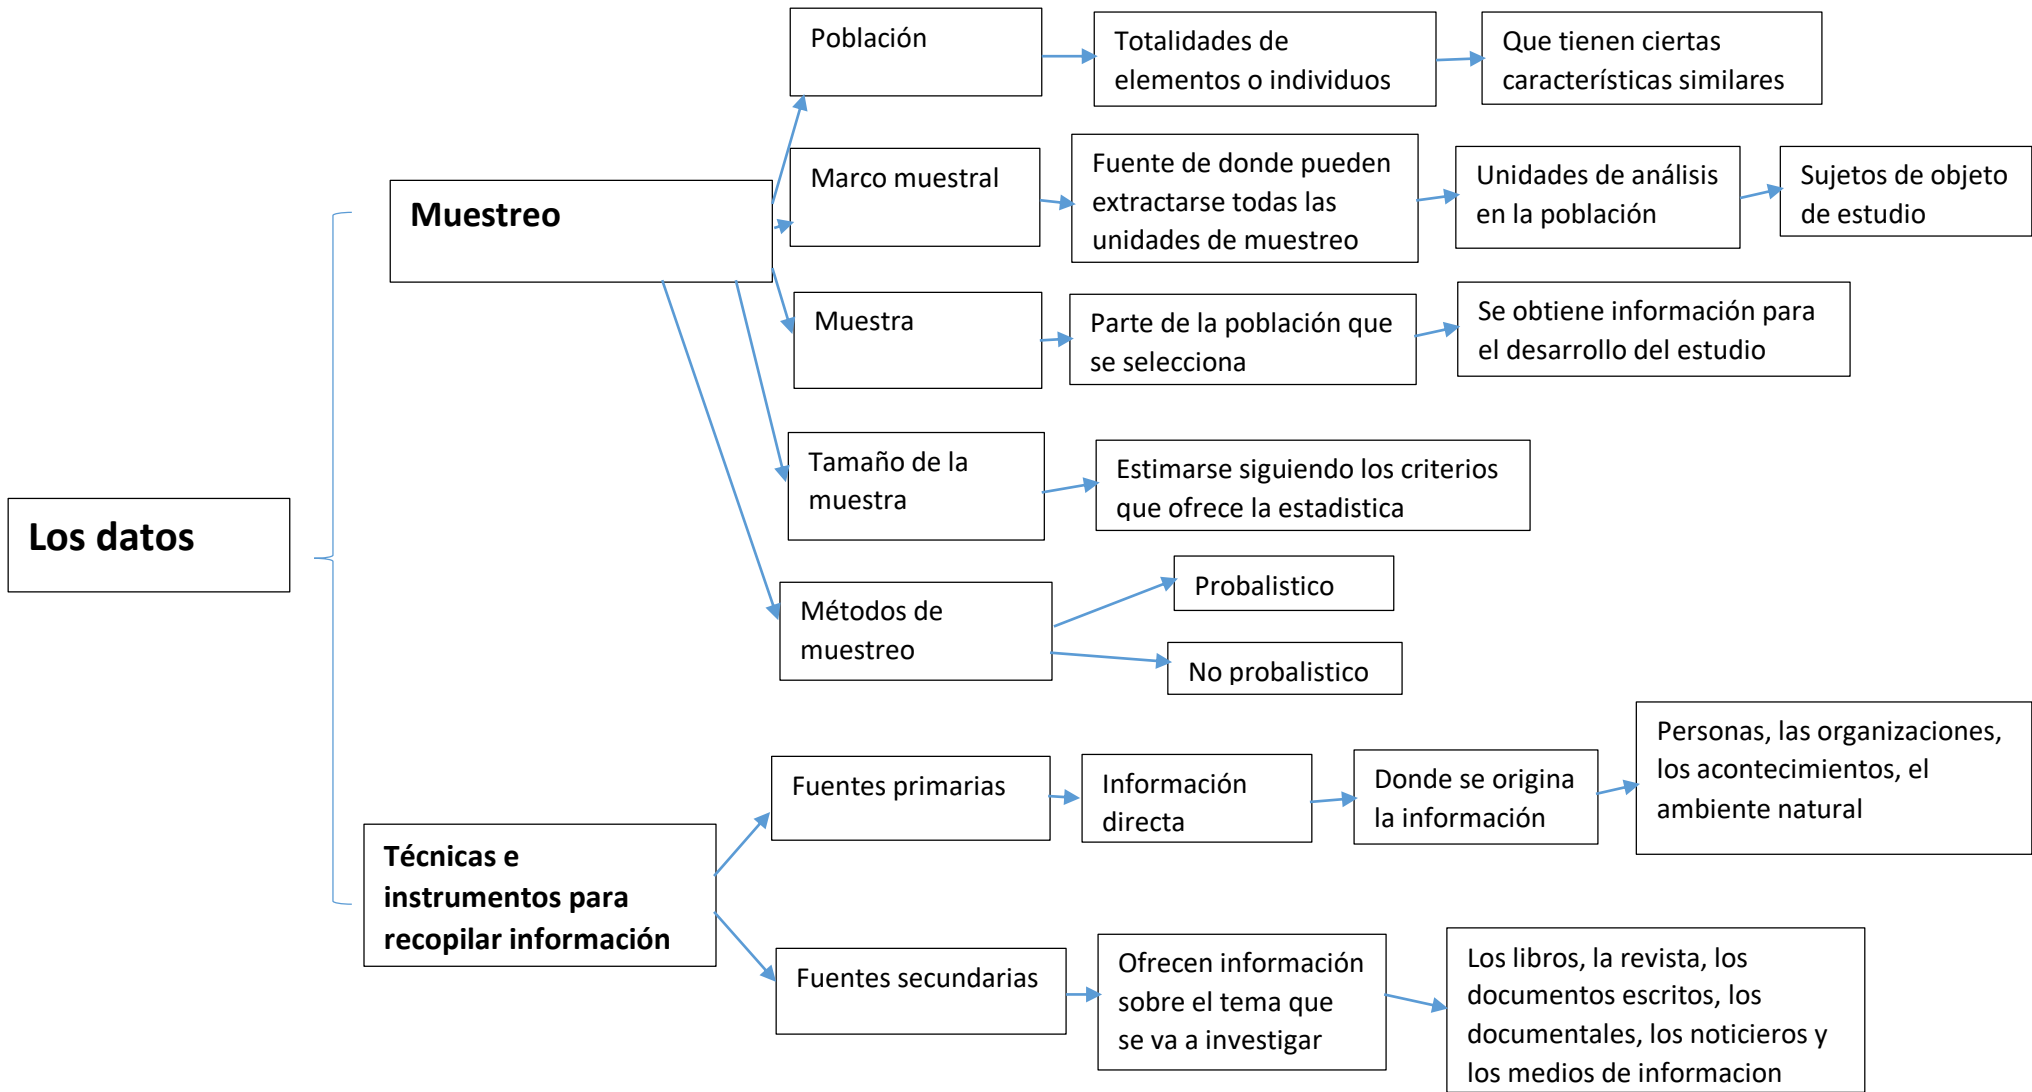 Los datos
Muestreo
Población
Totalidades de
elementos o individuos
Que tienen ciertas
característícas similares
Marco muestral
Fuente de donde pueden
extractarse todas las
unidades de muestreo
Unidades de análisis
en la población
Sujetos de objeto
de estudio
Muestra
Parte de la población que
se selecciona
Se obtiene información para
el desarrollo del estudio
Tamaño de la
muestra
Estimarse siguiendo los criterios
que ofrece la estadistica
Métodos de
muestreo
Probalistico
No probalistico
Técnicas e
instrumentos para
recopilar información
Fuentes primarias
Información
directa
Donde se origina
la información
Personas, las organizaciones,
los acontecimientos, el
ambiente natural
Fuentes secundarias
Ofrecen información
sobre el tema que
se va a investigar
Los libros, la revista, los
documentos escritos, los
documentales, los noticieros y
los medios de informacion